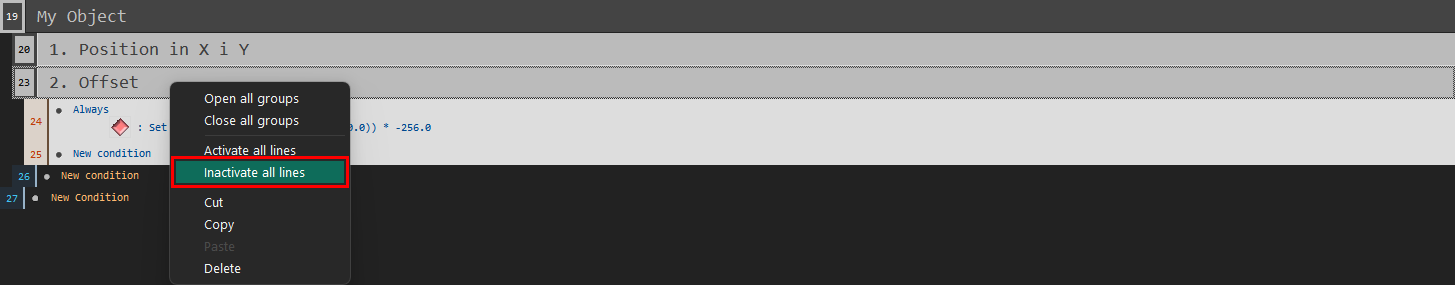 19 My Object
20 1. Position in X i Y
23 2. Offset
24 • Always
: Set .0)) * -256.0
25 • New condition
26 • New condition
27 • New Condition
Open all groups
Close all groups
Activate all lines
Inactivate all lines
Cut
Copy
Paste
Delete